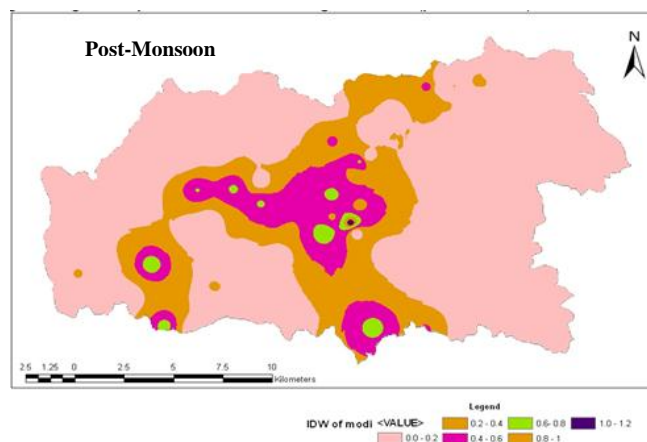 Post-Monsoon
N
2.5 1.25 0 2.5 5 7.5 10
Kilometers
Legend
IDW of modi <VALUE>
0.0 - 0.2
0.2 - 0.4
0.4 - 0.6
0.6- 0.8
0.8 - 1
1.0 - 1.2